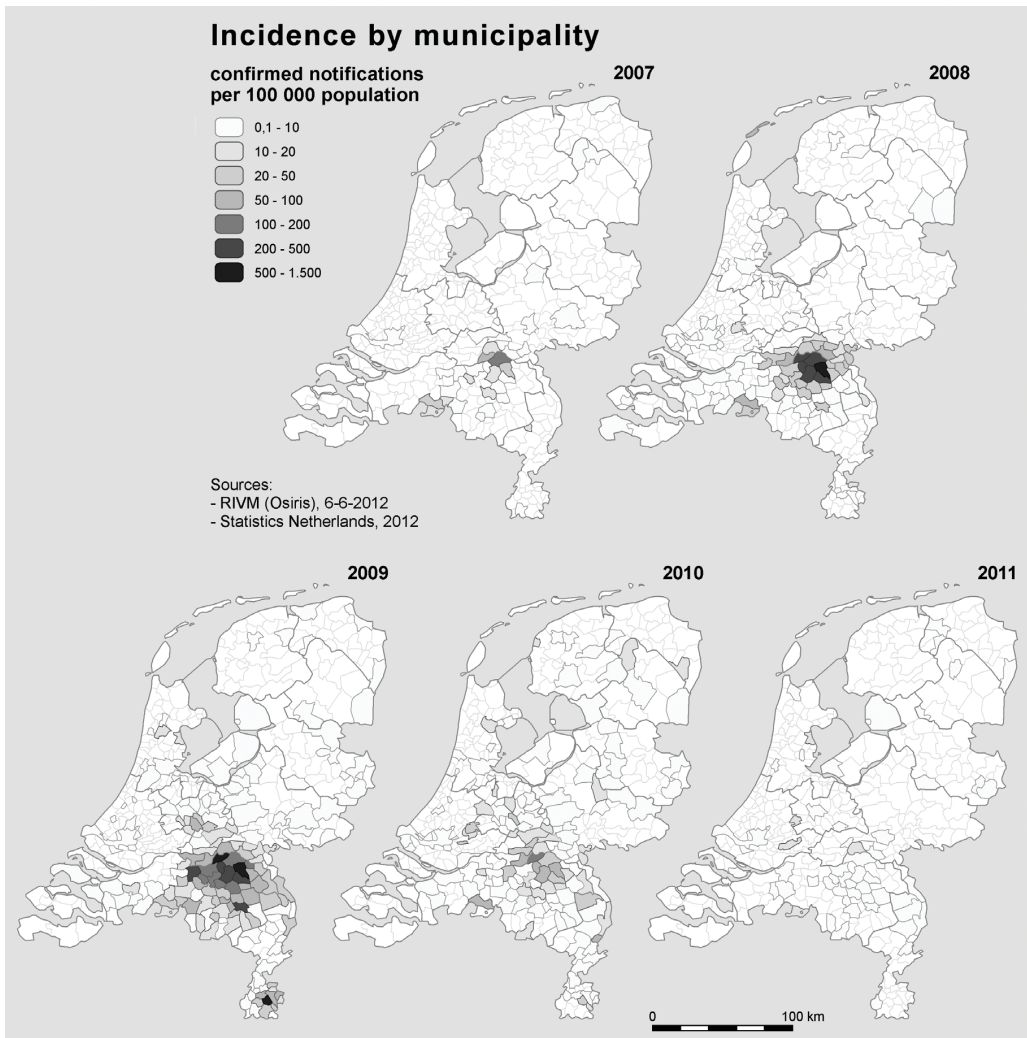 Incidence by municipality
confirmed notifications
per 100 000 population
0,1 - 10
10 - 20
20 - 50
50 - 100
100 - 200
200 - 500
500 - 1.500
2007
2008
Sources:
- RIVM (Osiris), 6-6-2012
- Statistics Netherlands, 2012
2009
2010
2011
0
100 km